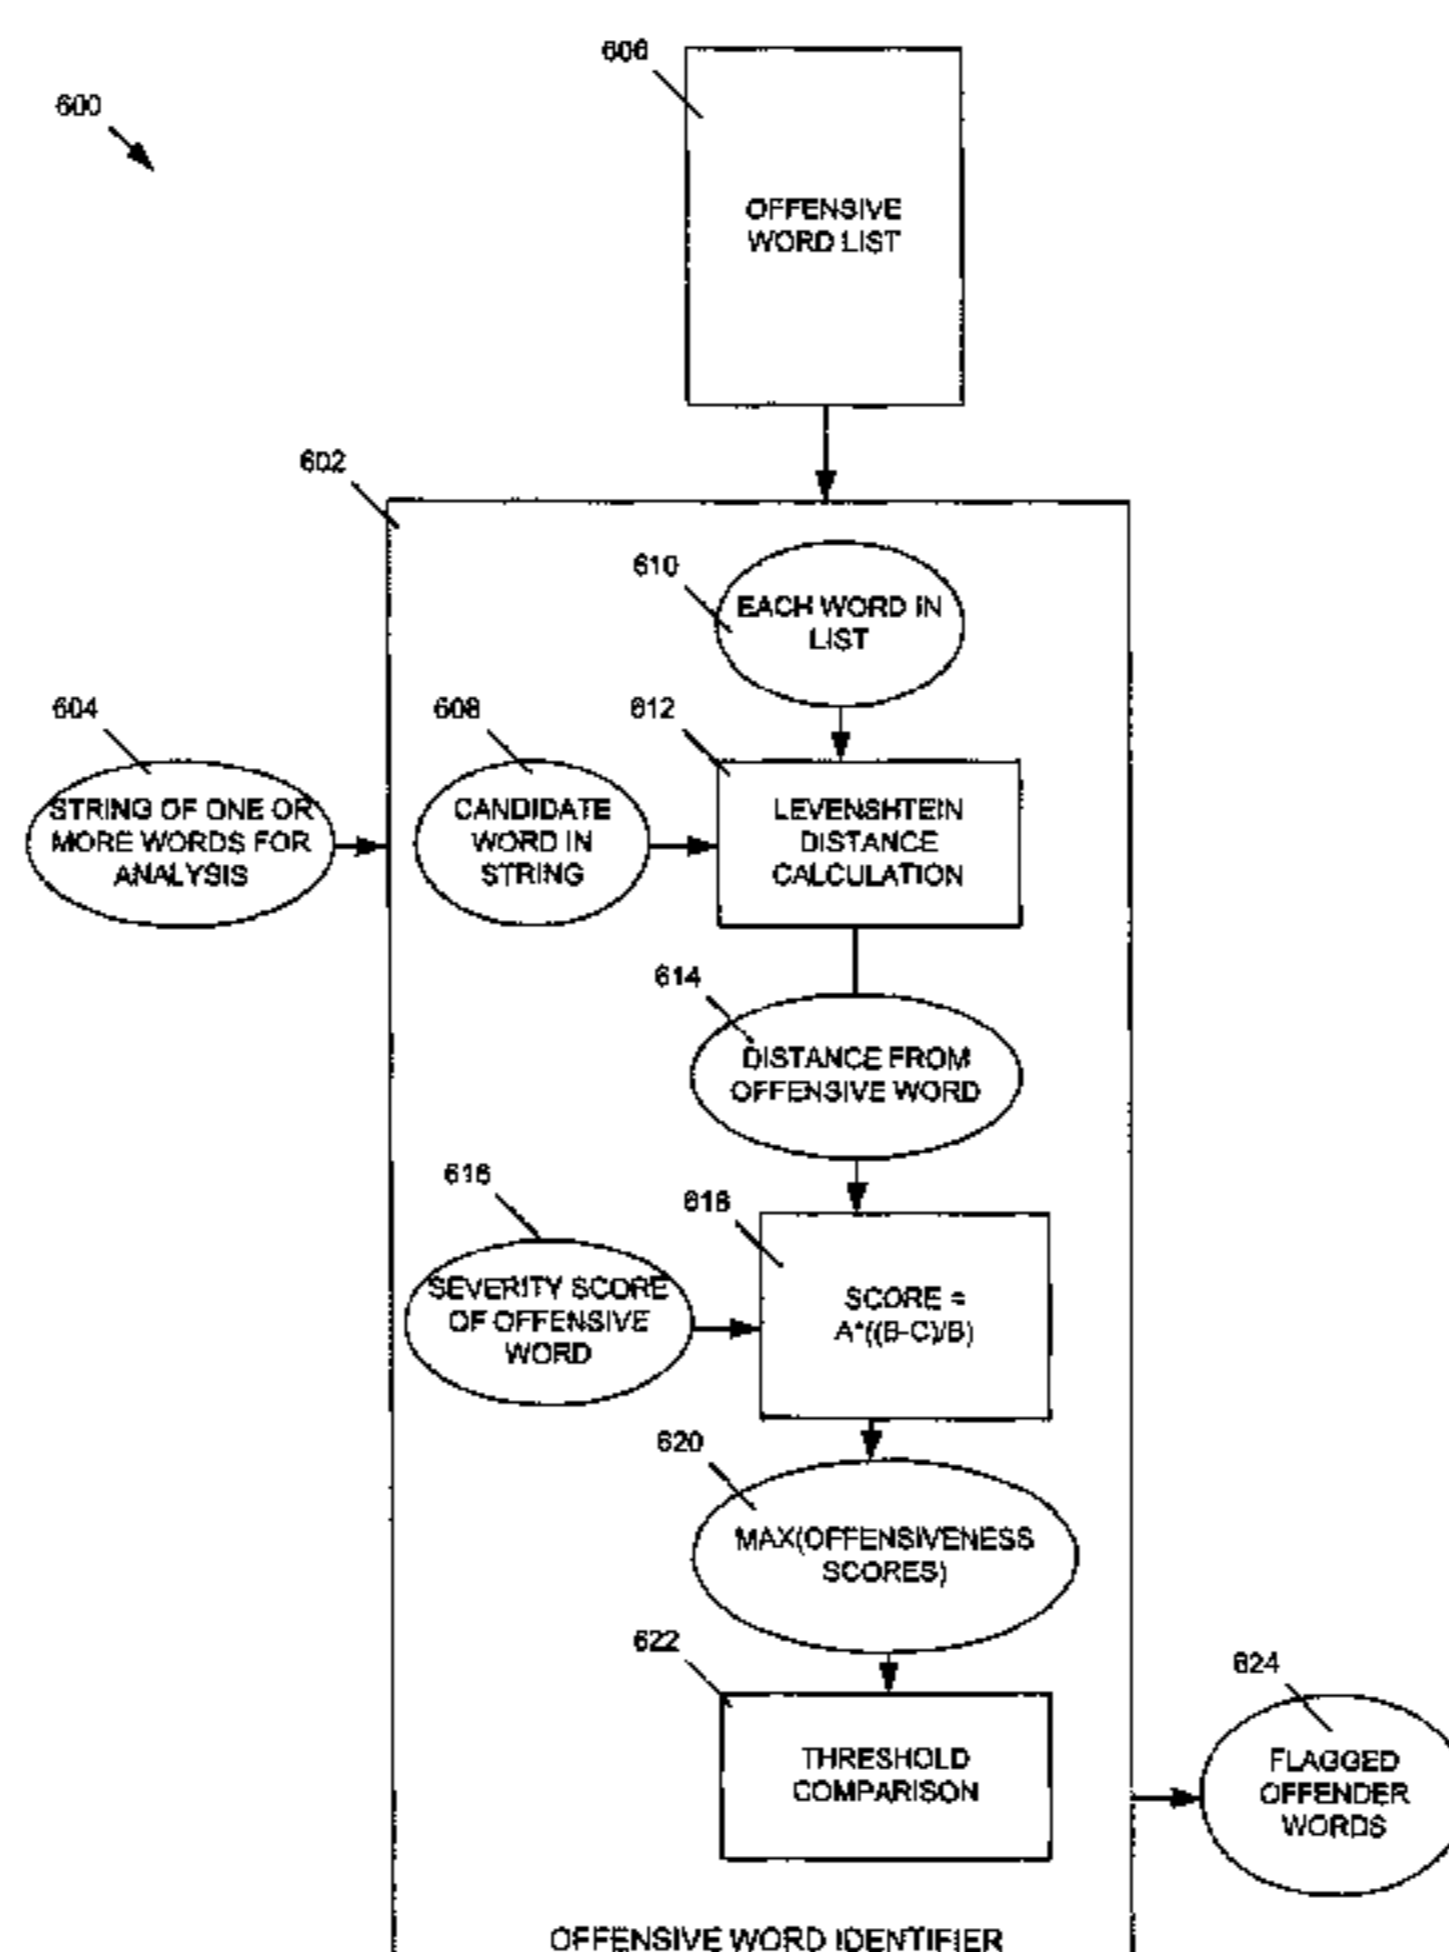 606
600
OFFENSIVE
WORD LIST
602
610
EACH WORD IN
LIST
604
608
612
STRING OF ONE OR
MORE WORDS FOR
ANALYSIS
CANDIDATE
WORD IN
STRING
LEVENSHTEIN
DISTANCE
CALCULATION
614
DISTANCE FROM
OFFENSIVE WORD
616
618
SEVERITY SCORE
OF OFFENSIVE
WORD
SCORE =
A*((B-C)/B)
620
MAX(OFFENSIVENESS
SCORES)
622
624
THRESHOLD
COMPARISON
FLAGGED
OFFENDER
WORDS
OFFENSIVE WORD IDENTIFIER